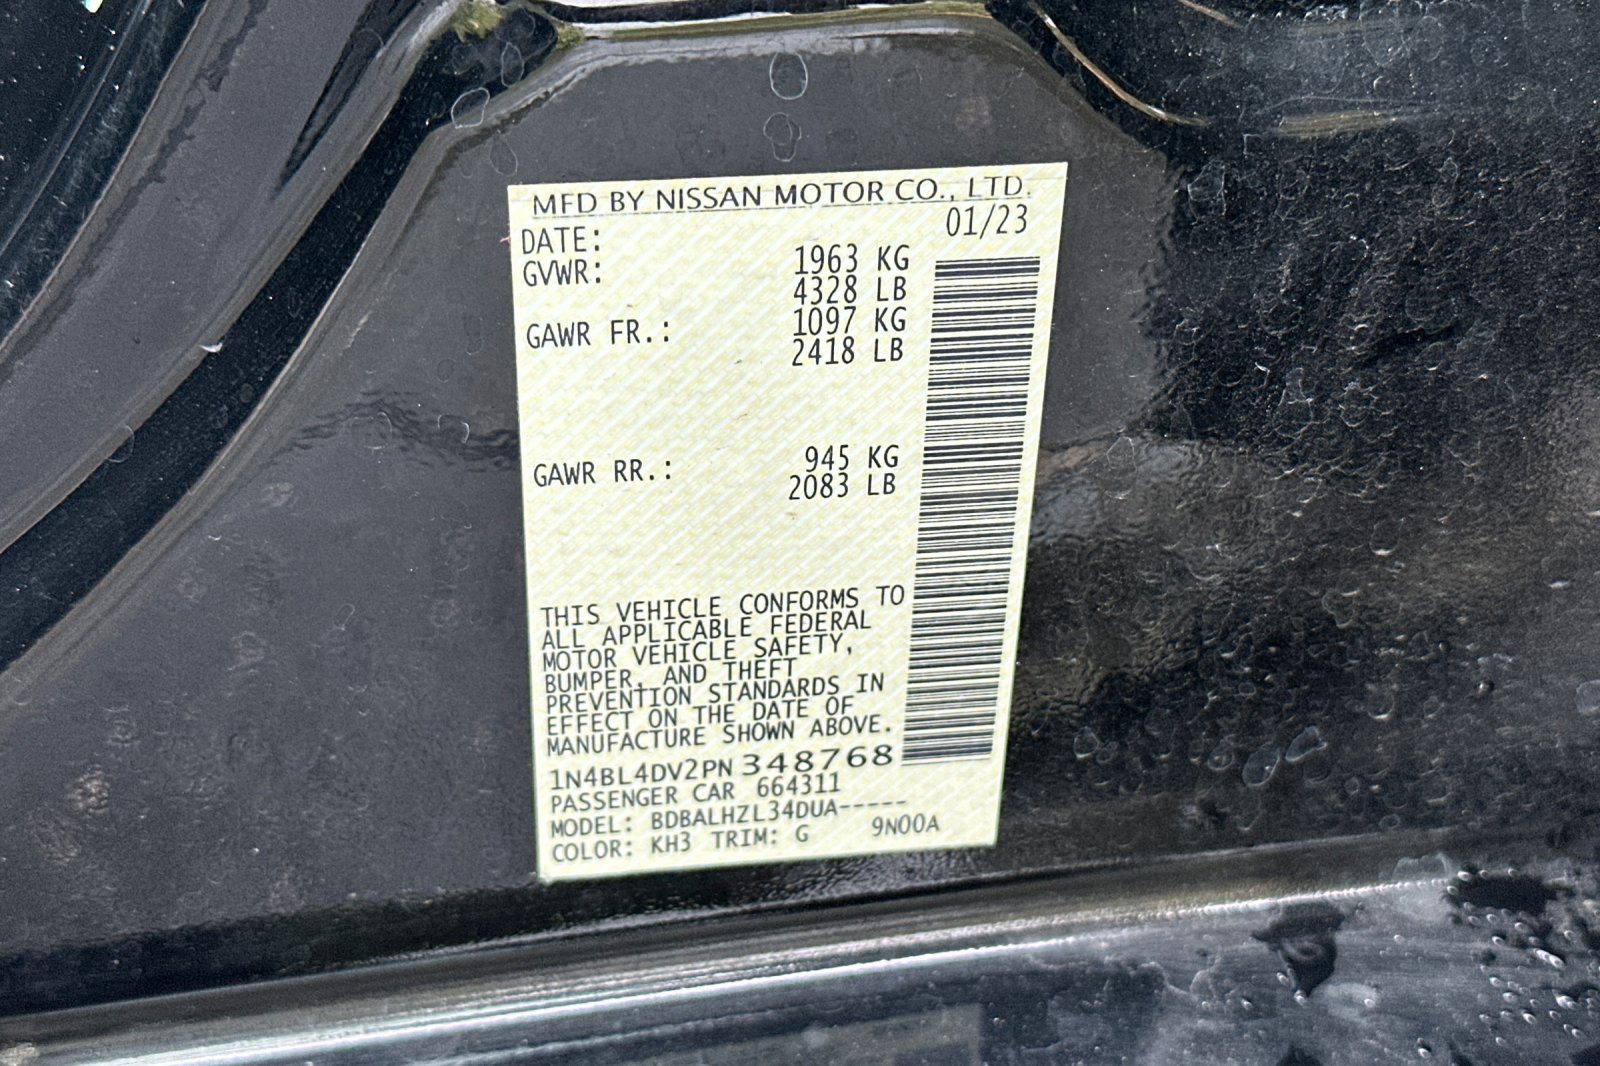 MFD BY NISSAN MOTOR CO., LTD.
DATE: 01/23
GVWR: 1963 KG
4328 LB
GAWR FR.: 1097 KG
2418 LB
GAWR RR.: 945 KG
2083 LB
THIS VEHICLE CONFORMS TO
ALL APPLICABLE FEDERAL
MOTOR VEHICLE SAFETY,
BUMPER, AND THEFT
PREVENTION STANDARDS IN
EFFECT ON THE DATE OF
MANUFACTURE SHOWN ABOVE.
1N4BL4DV2PN348768
PASSENGER CAR 664311
MODEL: BDBALHZL34DUA-----
COLOR: KH3 TRIM: G 9N00A